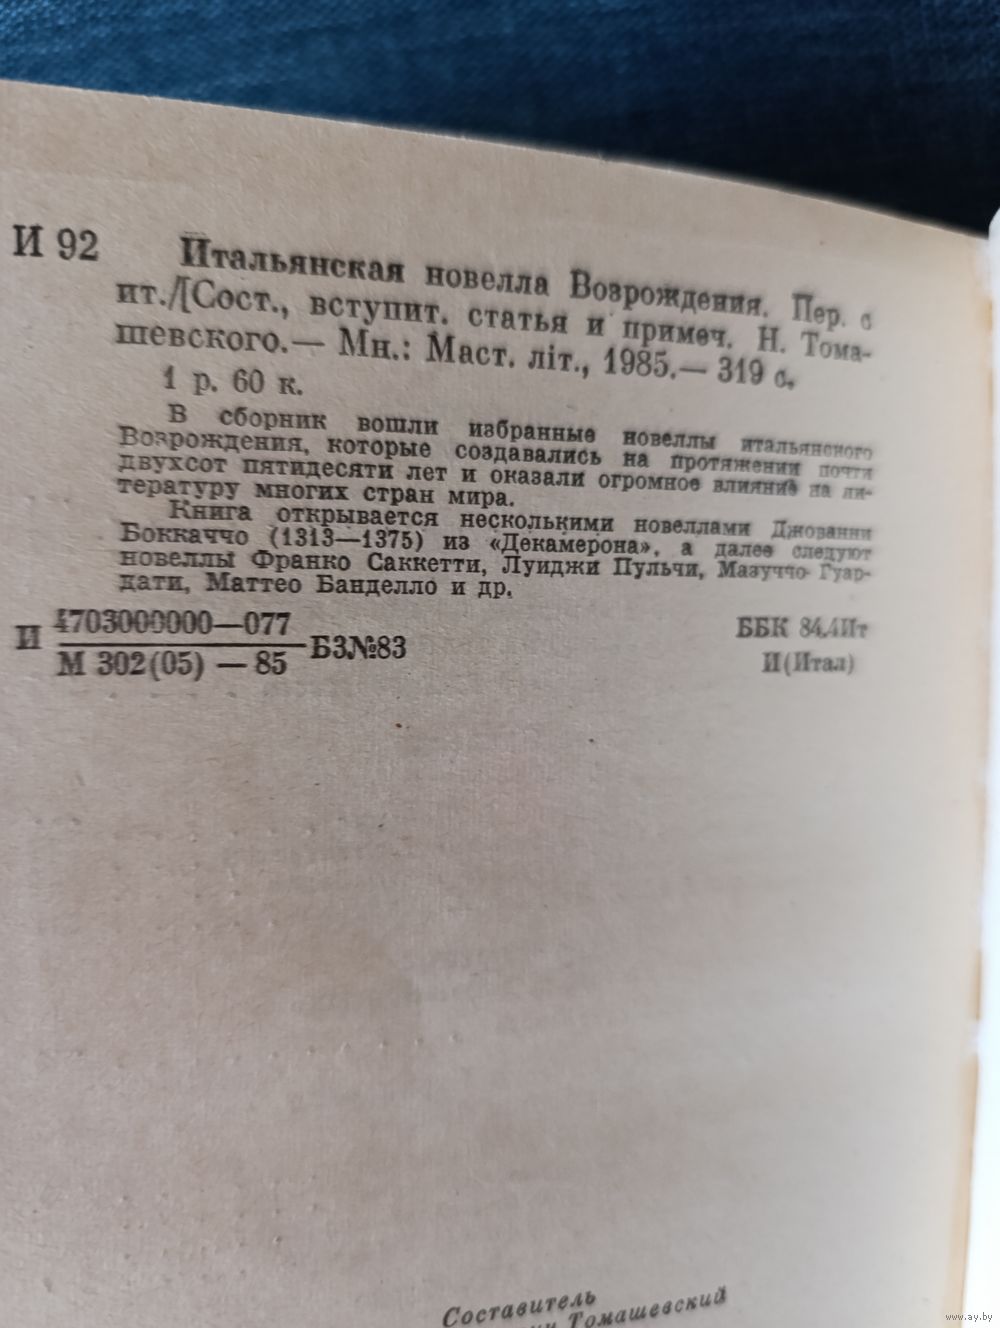 И 92 Итальянская новелла Возрождения. Пер. с
ит./[Сост., вступит. статья и примеч. Н. Тома-
шевского.— Мн.: Маст. літ., 1985.— 319 с.
1 р. 60 к.
В сборник вошли избранные новеллы итальянского
Возрождения, которые создавались на протяжении почти
двухсот пятидесяти лет и оказали огромное влияние на ли-
тературу многих стран мира.
Книга открывается несколькими новеллами Джованни
Боккаччо (1313—1375) из «Декамерона», а далее следуют
новеллы Франко Саккетти, Луиджи Пульчи, Мазуччо Гуар-
дати, Маттео Банделло и др.
И 4703000000—077
М 302(05) — 85 БЗ№83
ББК 84.4Ит
И(Итал)
Составитель
Томашевский
www.ay.by